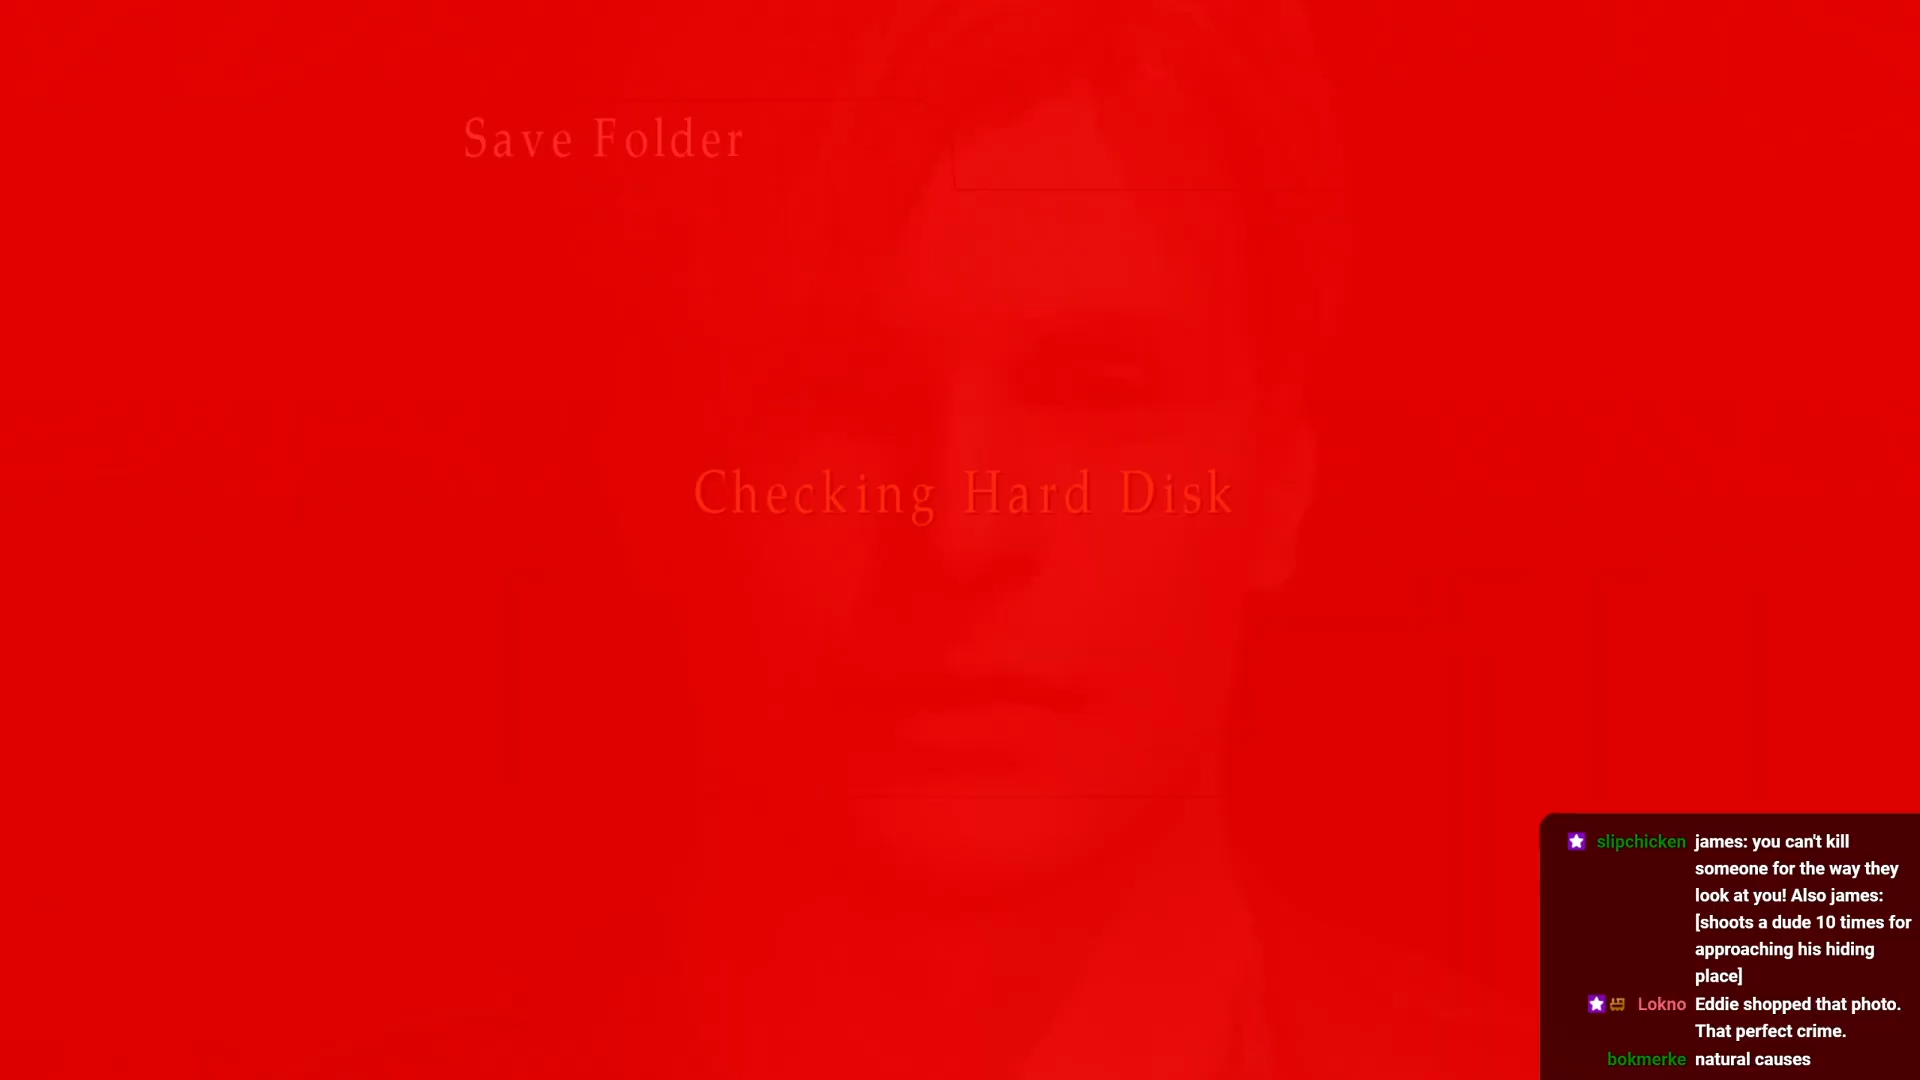 Save Folder
Checking Hard Disk
slipchicken james: you can't kill
someone for the way they
look at you! Also james:
[shoots a dude 10 times for
approaching his hiding
place]
Lokno Eddie shopped that photo.
That perfect crime.
bokmerke natural causes